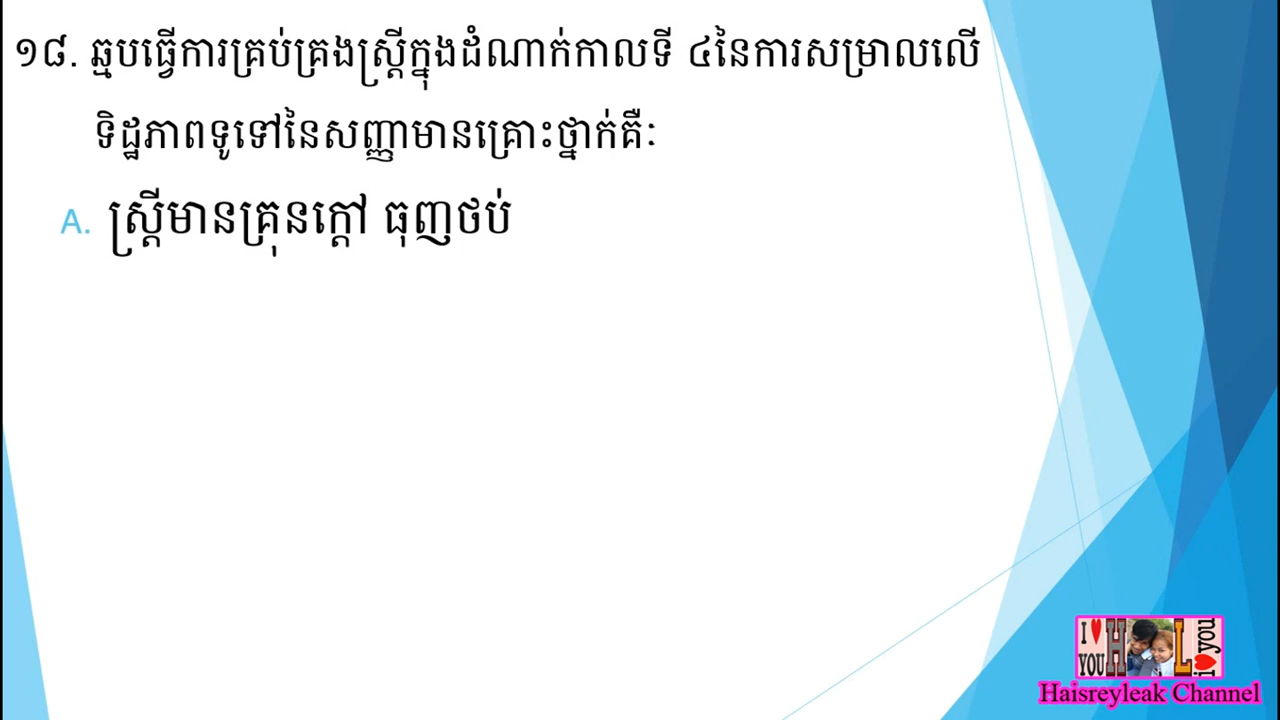 ១៨. ឆ្មបធ្វើការគ្រប់គ្រងស្ត្រីក្នុងដំណាក់កាលទី ៤នៃការសម្រាលលើ
ទិដ្ឋភាពទូទៅនៃសញ្ញាមានគ្រោះថ្នាក់គឺៈ
A. ស្ត្រីមានគ្រុនក្តៅ ធុញថប់
I ♥ YOU H L i ♥ you
Haisreyleak Channel